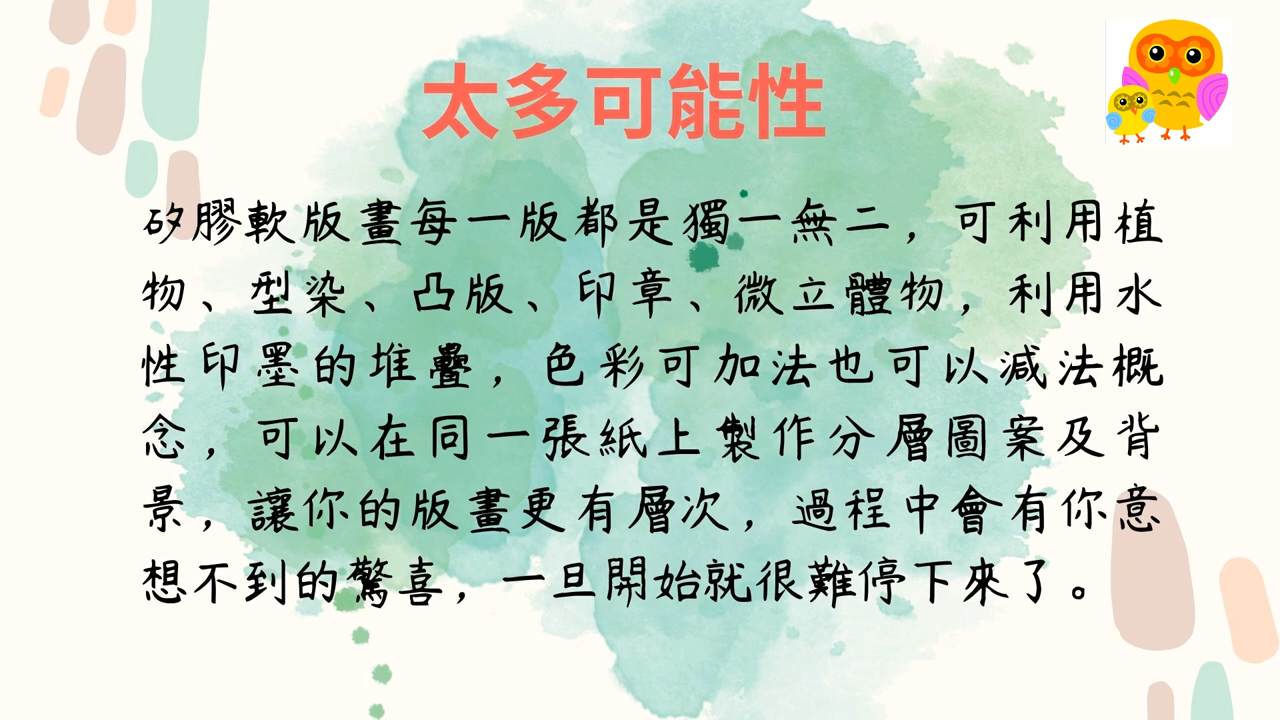 太多可能性
矽膠軟版畫每一版都是獨一無二，可利用植
物、型染、凸版、印章、微立體物，利用水
性印墨的堆疊，色彩可加法也可以減法概
念，可以在同一張紙上製作分層圖案及背
景，讓你的版畫更有層次，過程中會有你意
想不到的驚喜，一旦開始就很難停下來了。